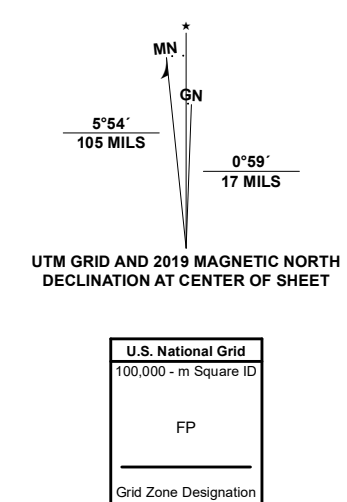 ★
MN
GN
5°54´
105 MILS
0°59´
17 MILS
UTM GRID AND 2019 MAGNETIC NORTH
DECLINATION AT CENTER OF SHEET
U.S. National Grid
100,000 - m Square ID
FP
Grid Zone Designation